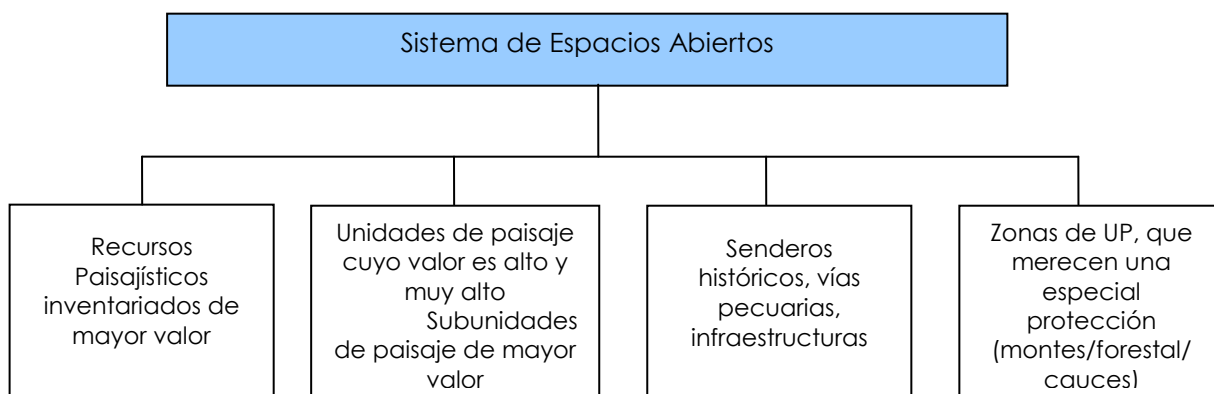 Sistema de Espacios Abiertos
Recursos
Paisajísticos
inventariados de
mayor valor
Unidades de paisaje
cuyo valor es alto y
muy alto
Subunidades
de paisaje de mayor
valor
Senderos
históricos, vías
pecuarias,
infraestructuras
Zonas de UP, que
merecen una
especial
protección
(montes/forestal/
cauces)